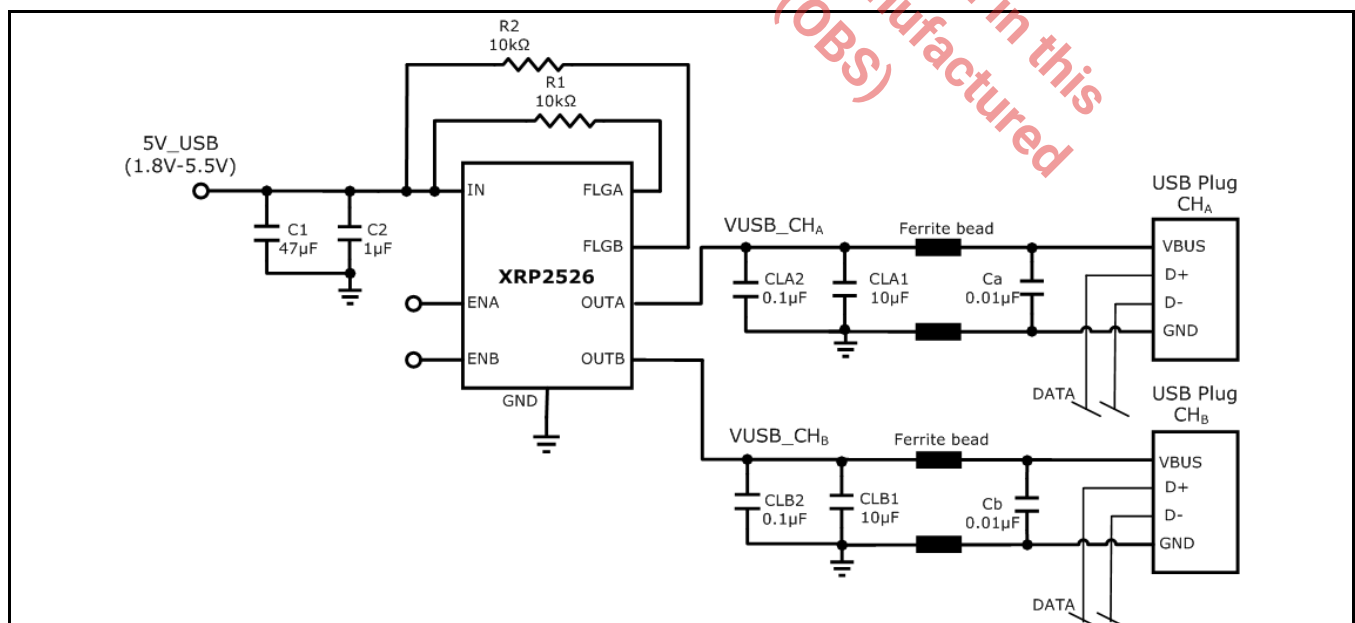 n in this
nufactured
(OBS)
R2
10kΩ
R1
10kΩ
5V_USB
(1.8V-5.5V)
C1
47µF
C2
1µF
IN
FLGA
FLGB
XRP2526
ENA
OUTA
ENB
OUTB
GND
VUSB_CHA
Ferrite bead
CLA2
0.1µF
CLA1
10µF
Ca
0.01µF
USB Plug
CHA
VBUS
D+
D-
GND
DATA
VUSB_CHB
Ferrite bead
CLB2
0.1µF
CLB1
10µF
Cb
0.01µF
USB Plug
CHB
VBUS
D+
D-
GND
DATA